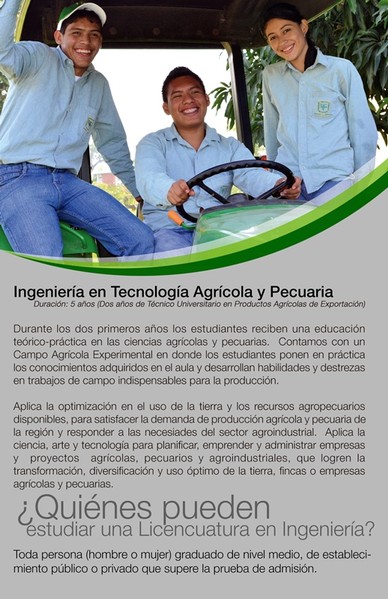 Ingeniería en Tecnología Agrícola y Pecuaria
Duración: 5 años (Dos años de Técnico Universitario en Productos Agrícolas de Exportación)
Durante los dos primeros años los estudiantes reciben una educación
teórico-práctica en las ciencias agrícolas y pecuarias. Contamos con un
Campo Agrícola Experimental en donde los estudiantes ponen en práctica
los conocimientos adquiridos en el aula y desarrollan habilidades y destrezas
en trabajos de campo indispensables para la producción.
Aplica la optimización en el uso de la tierra y los recursos agropecuarios
disponibles, para satisfacer la demanda de producción agrícola y pecuaria de
la región y responder a las necesiades del sector agroindustrial. Aplica la
ciencia, arte y tecnología para planificar, emprender y administrar empresas
y proyectos agrícolas, pecuarios y agroindustriales, que logren la
transformación, diversificación y uso óptimo de la tierra, fincas o empresas
agrícolas y pecuarias.
¿Quiénes pueden
estudiar una Licencuatura en Ingeniería?
Toda persona (hombre o mujer) graduado de nivel medio, de estableci-
miento público o privado que supere la prueba de admisión.